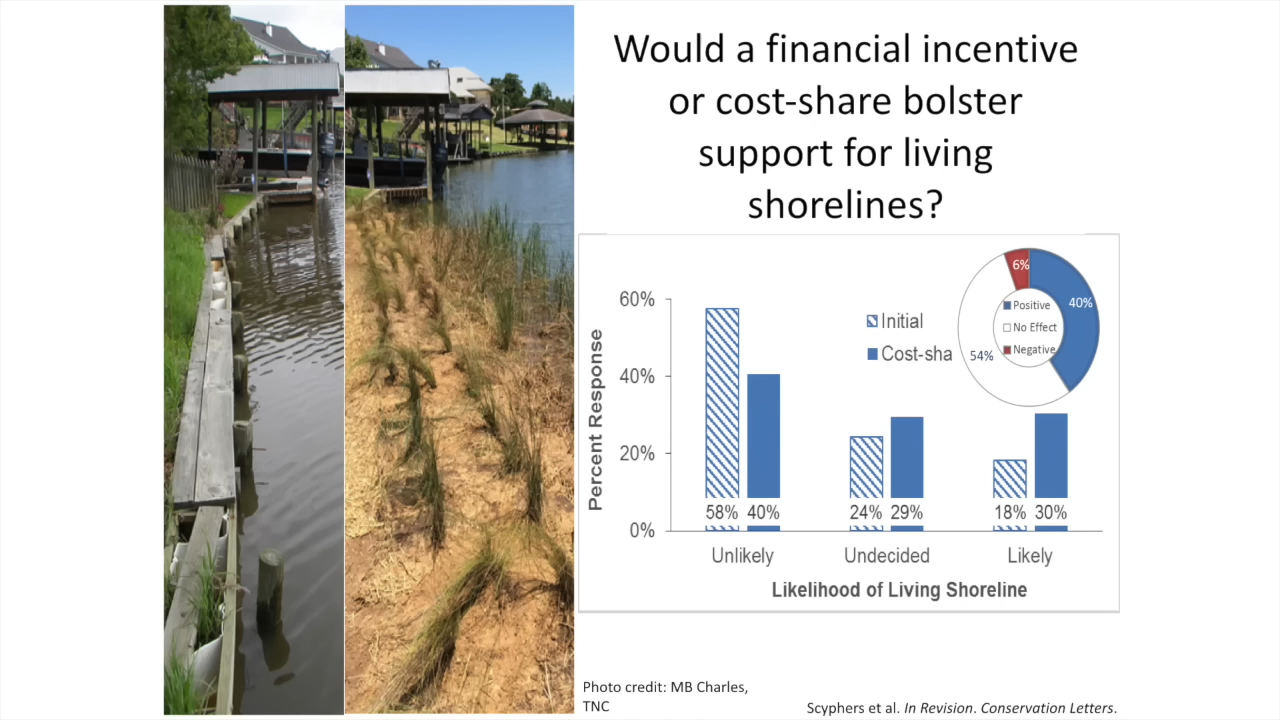 Would a financial incentive
or cost-share bolster
support for living
shorelines?
6%
40%
54%
Positive
No Effect
Negative
Initial
Cost-sha
Percent Response
60%
40%
20%
0%
58% 40% 24% 29% 18% 30%
Unlikely Undecided Likely
Likelihood of Living Shoreline
Photo credit: MB Charles,
TNC
Scyphers et al. In Revision. Conservation Letters.